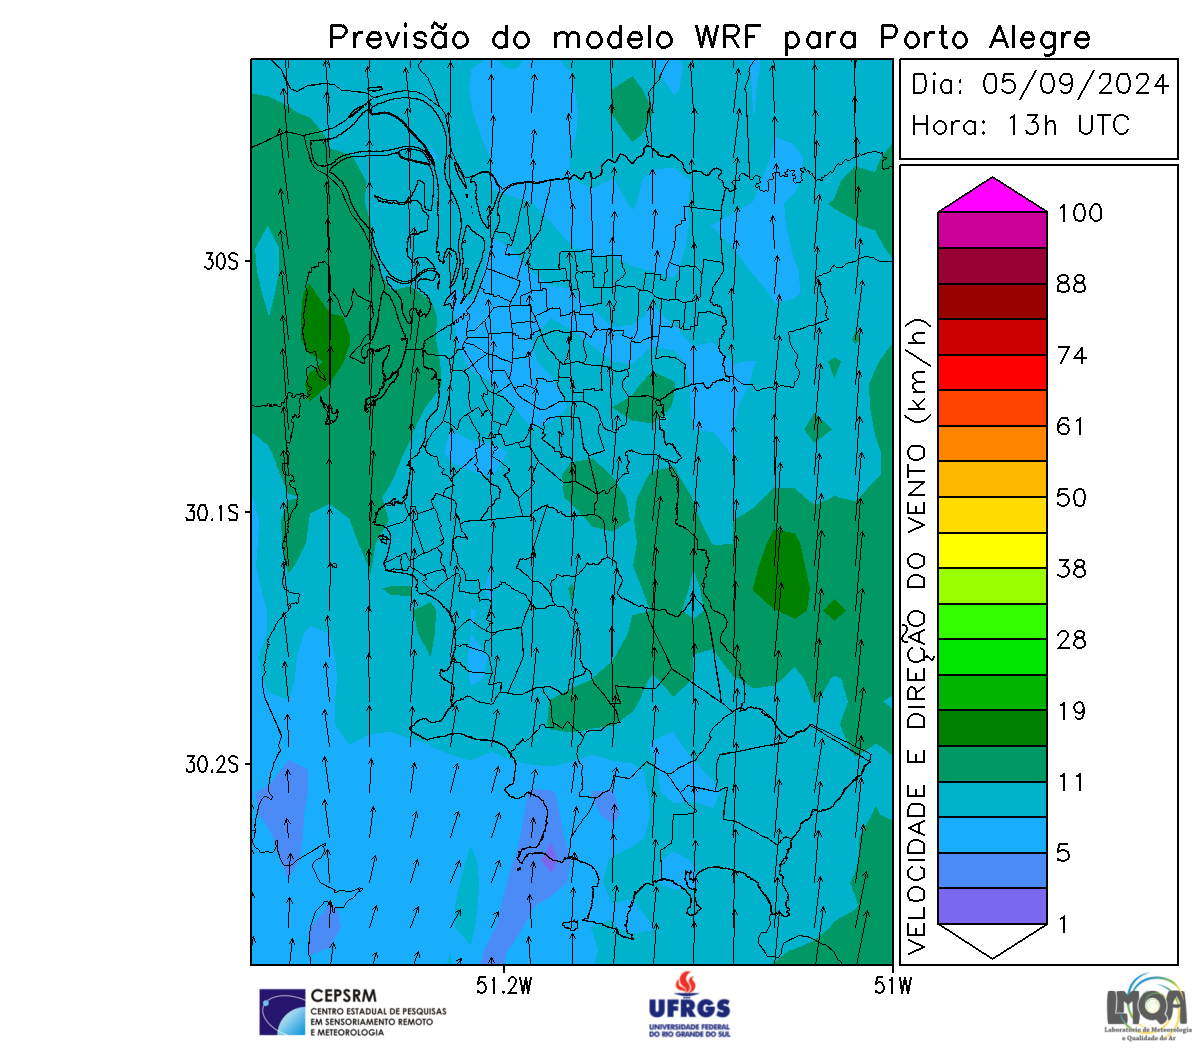 Previsão do modelo WRF para Porto Alegre
Dia: 05/09/2024
Hora: 13h UTC
100
88
74
61
50
38
28
19
11
5
1
VELOCIDADE E DIREÇÃO DO VENTO (km/h)
30S
30.1S
30.2S
51.2W
51W
CEPSRM
CENTRO ESTADUAL DE PESQUISAS
EM SENSORIAMENTO REMOTO
E METEOROLOGIA
UFRGS
UNIVERSIDADE FEDERAL
DO RIO GRANDE DO SUL
LMQA
Laboratório de Meteorologia
e Qualidade do Ar